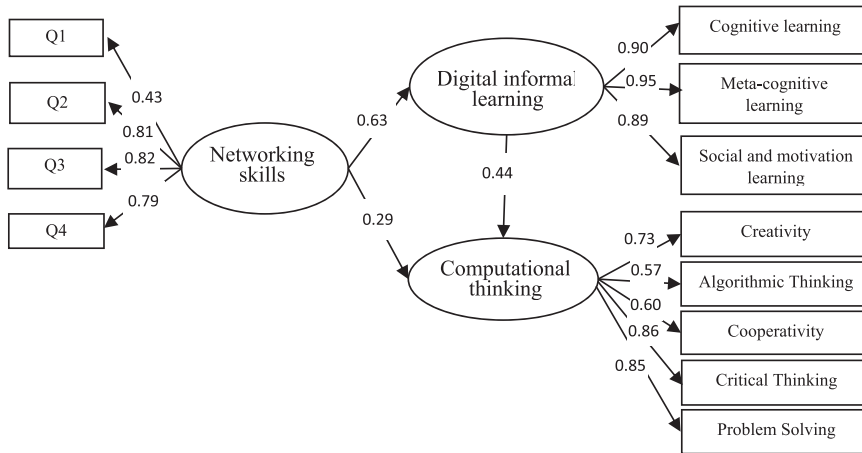 Q1
Q2
Q3
Q4
0.43
0.81
0.82
0.79
Networking
skills
0.63
0.29
Digital informal
learning
0.44
Computational
thinking
0.90
0.95
0.89
Cognitive learning
Meta-cognitive
learning
Social and motivation
learning
0.73
0.57
0.60
0.86
0.85
Creativity
Algorithmic Thinking
Cooperativity
Critical Thinking
Problem Solving